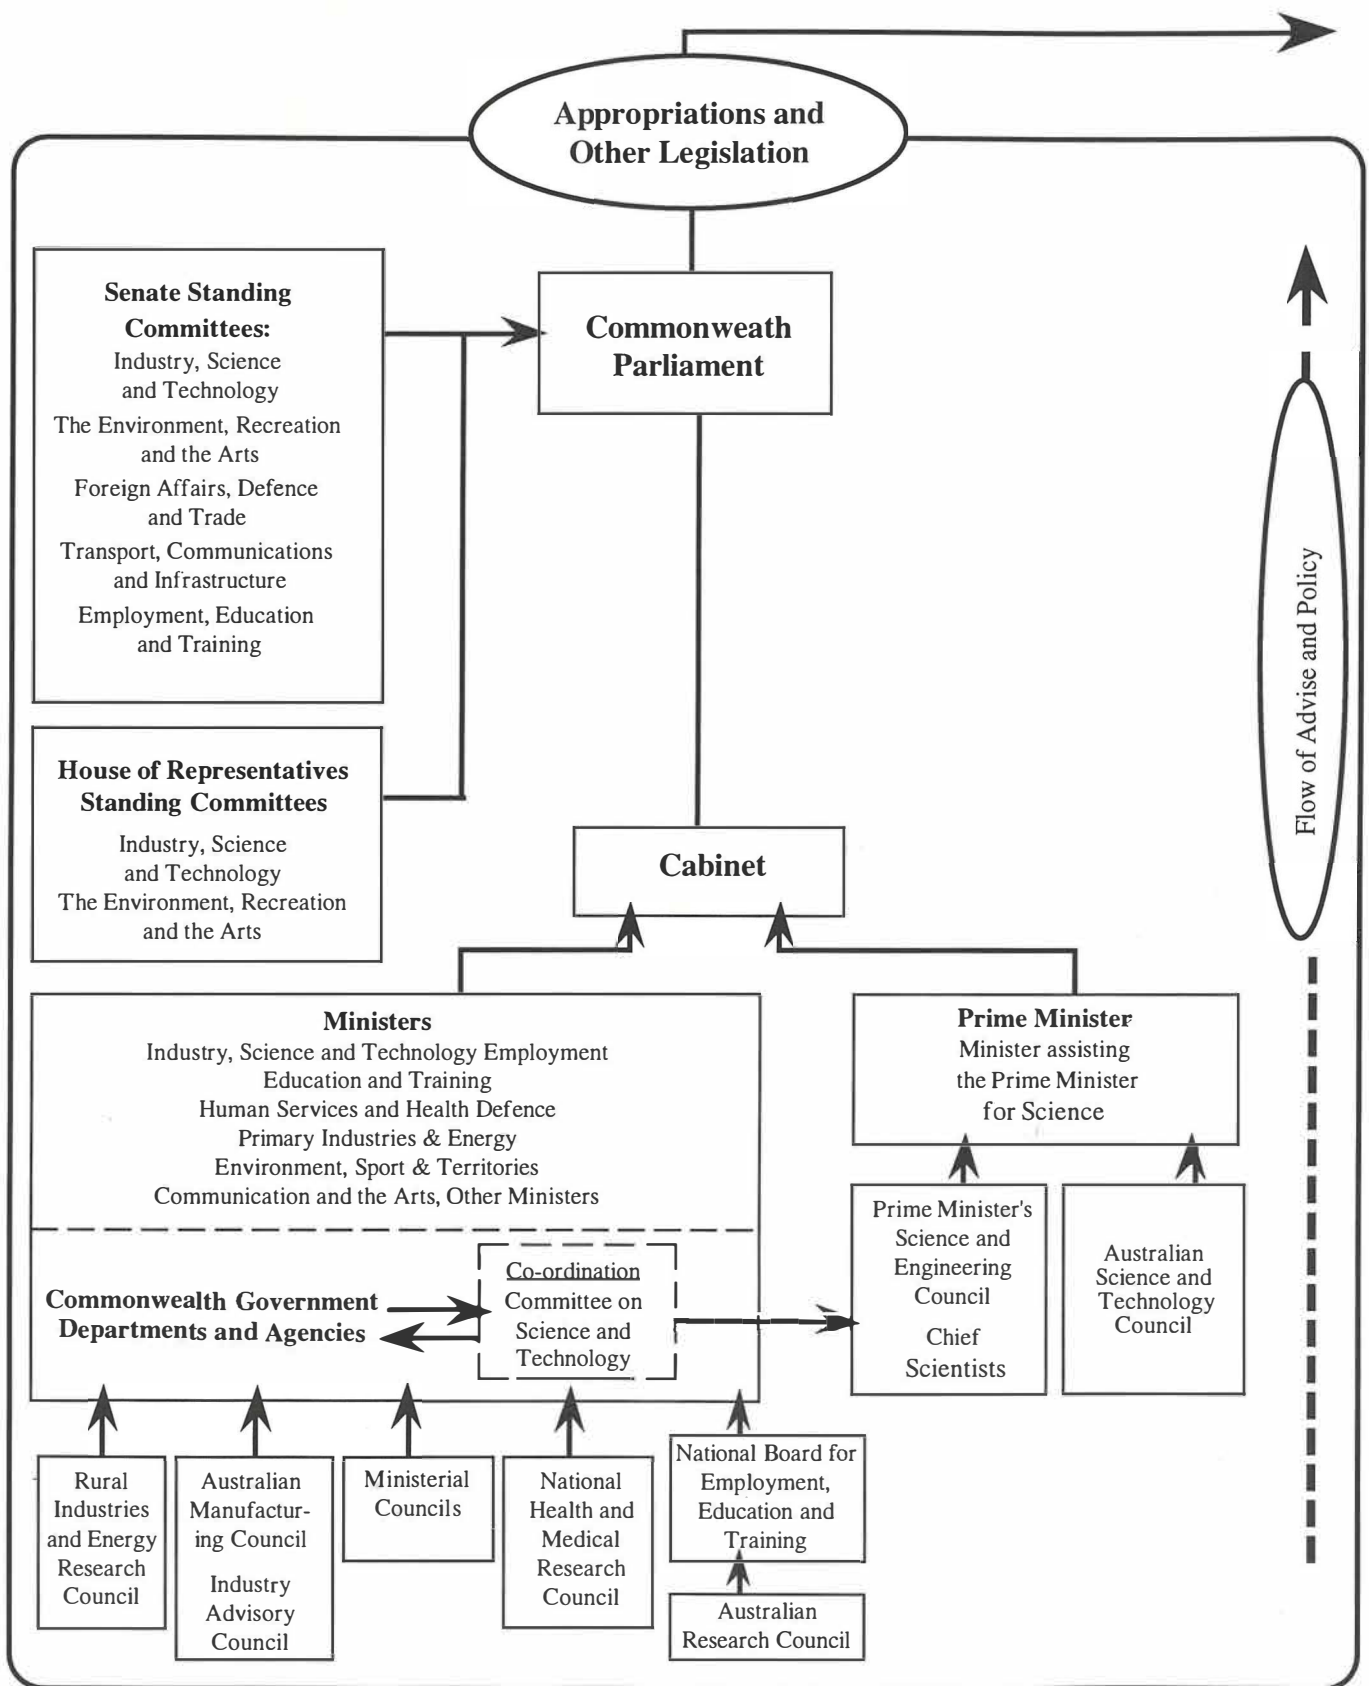 Appropriations and
Other Legislation
Senate Standing
Committees:
Industry, Science
and Technology
The Environment, Recreation
and the Arts
Foreign Affairs, Defence
and Trade
Transport, Communications
and Infrastructure
Employment, Education
and Training
Commonweath
Parliament
House of Representatives
Standing Committees
Industry, Science
and Technology
The Environment, Recreation
and the Arts
Cabinet
Flow of Advise and Policy
Ministers
Industry, Science and Technology Employment
Education and Training
Human Services and Health Defence
Primary Industries & Energy
Environment, Sport & Territories
Communication and the Arts, Other Ministers
Prime Minister
Minister assisting
the Prime Minister
for Science
Commonwealth Government
Departments and Agencies
Co-ordination
Committee on
Science and
Technology
Prime Minister's
Science and
Engineering
Council
Chief
Scientists
Australian
Science and
Technology
Council
Rural
Industries
and Energy
Research
Council
Australian
Manufactur-
ing Council
Industry
Advisory
Council
Ministerial
Councils
National
Health and
Medical
Research
Council
National Board for
Employment,
Education and
Training
Australian
Research Council